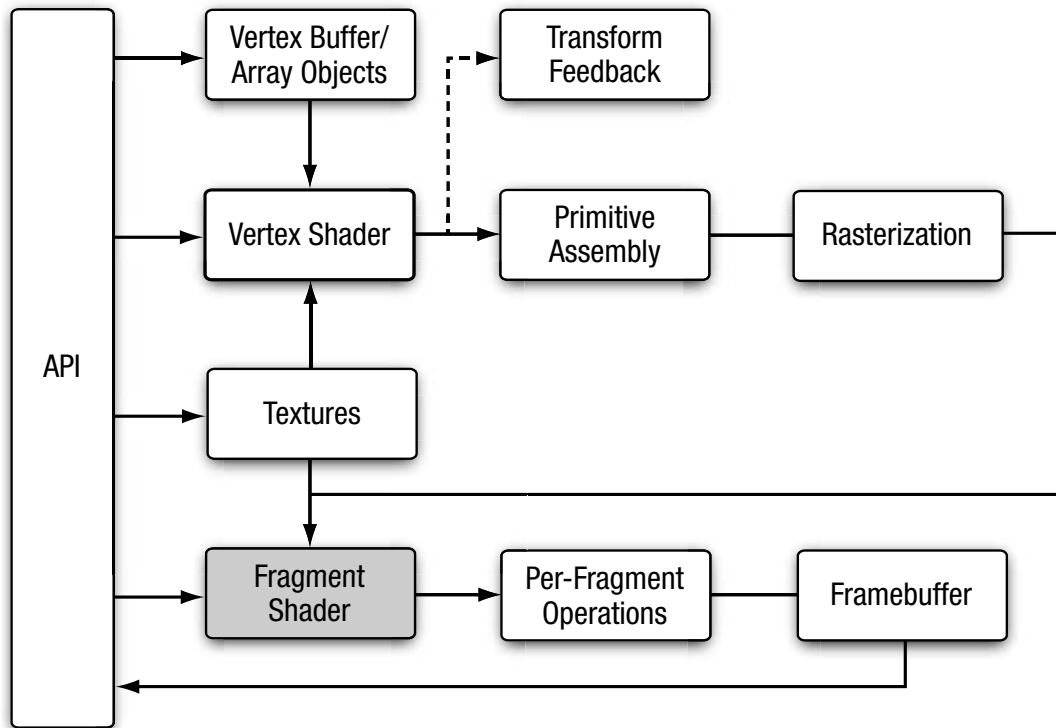 Vertex Buffer/
Array Objects
Transform
Feedback
Vertex Shader
Primitive
Assembly
Rasterization
API
Textures
Fragment
Shader
Per-Fragment
Operations
Framebuffer